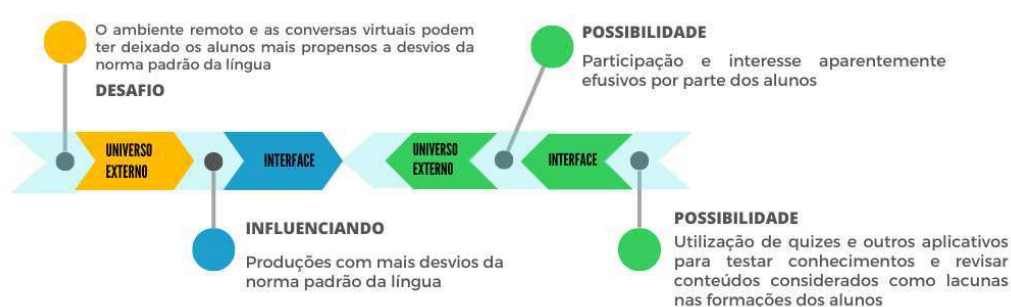 O ambiente remoto e as conversas virtuais podem
ter deixado os alunos mais propensos a desvios da
norma padrão da língua
DESAFIO
POSSIBILIDADE
Participação e interesse aparentemente
efusivos por parte dos alunos
UNIVERSO
EXTERNO
INTERFACE
UNIVERSO
EXTERNO
INTERFACE
INFLUENCIANDO
Produções com mais desvios da
norma padrão da língua
POSSIBILIDADE
Utilização de quizes e outros aplicativos
para testar conhecimentos e revisar
conteúdos considerados como lacunas
nas formações dos alunos